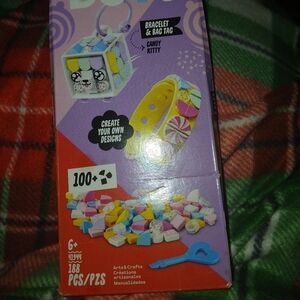 BRACELET
& BAG TAG
CANDY
KITTY
CREATE
YOUR OWN
DESIGNS
100+
6+
188
PCS/PZS
Arts&Crafts
Créations
artisanales
Manualidades